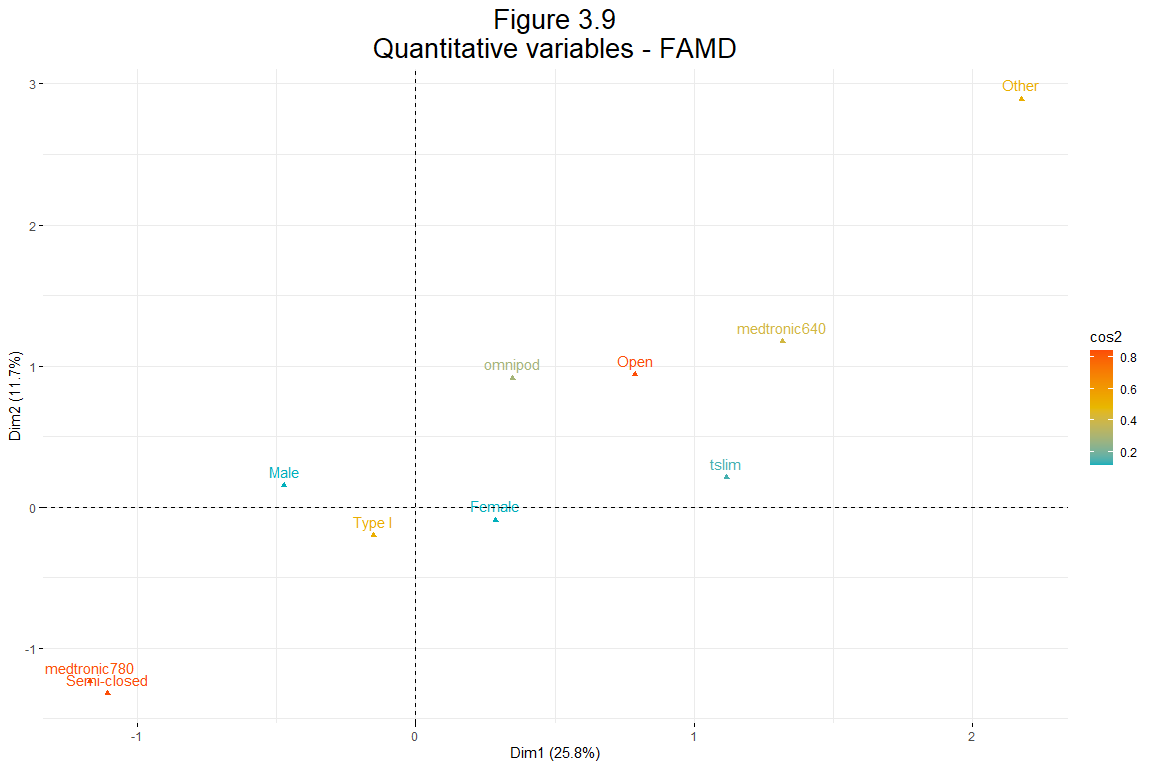 Figure 3.9
Quantitative variables - FAMD
Other
medtronic640
Open
omnipod
tslim
Male
Female
Type I
medtronic780
Semi-closed
3
2
1
0
-1
Dim2 (11.7%)
-1
0
1
2
Dim1 (25.8%)
cos2
0.8
0.6
0.4
0.2